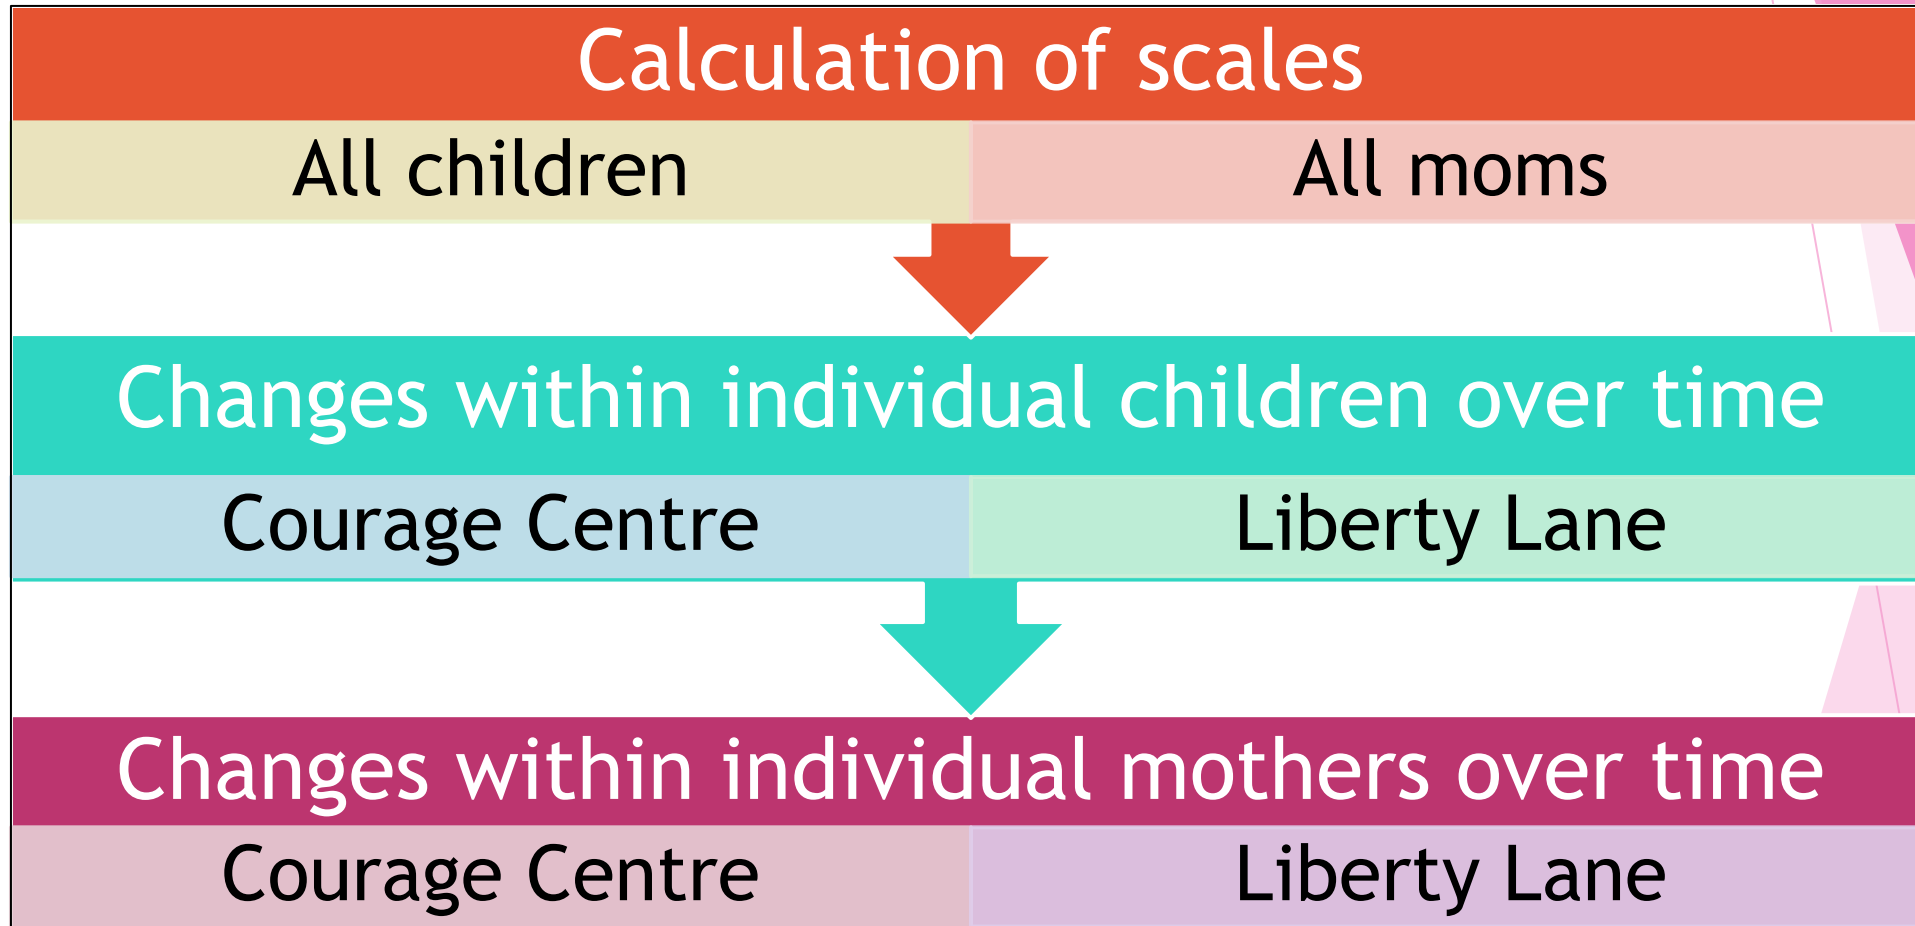 Calculation of scales
All children
All moms
Changes within individual children over time
Courage Centre
Liberty Lane
Changes within individual mothers over time
Courage Centre
Liberty Lane